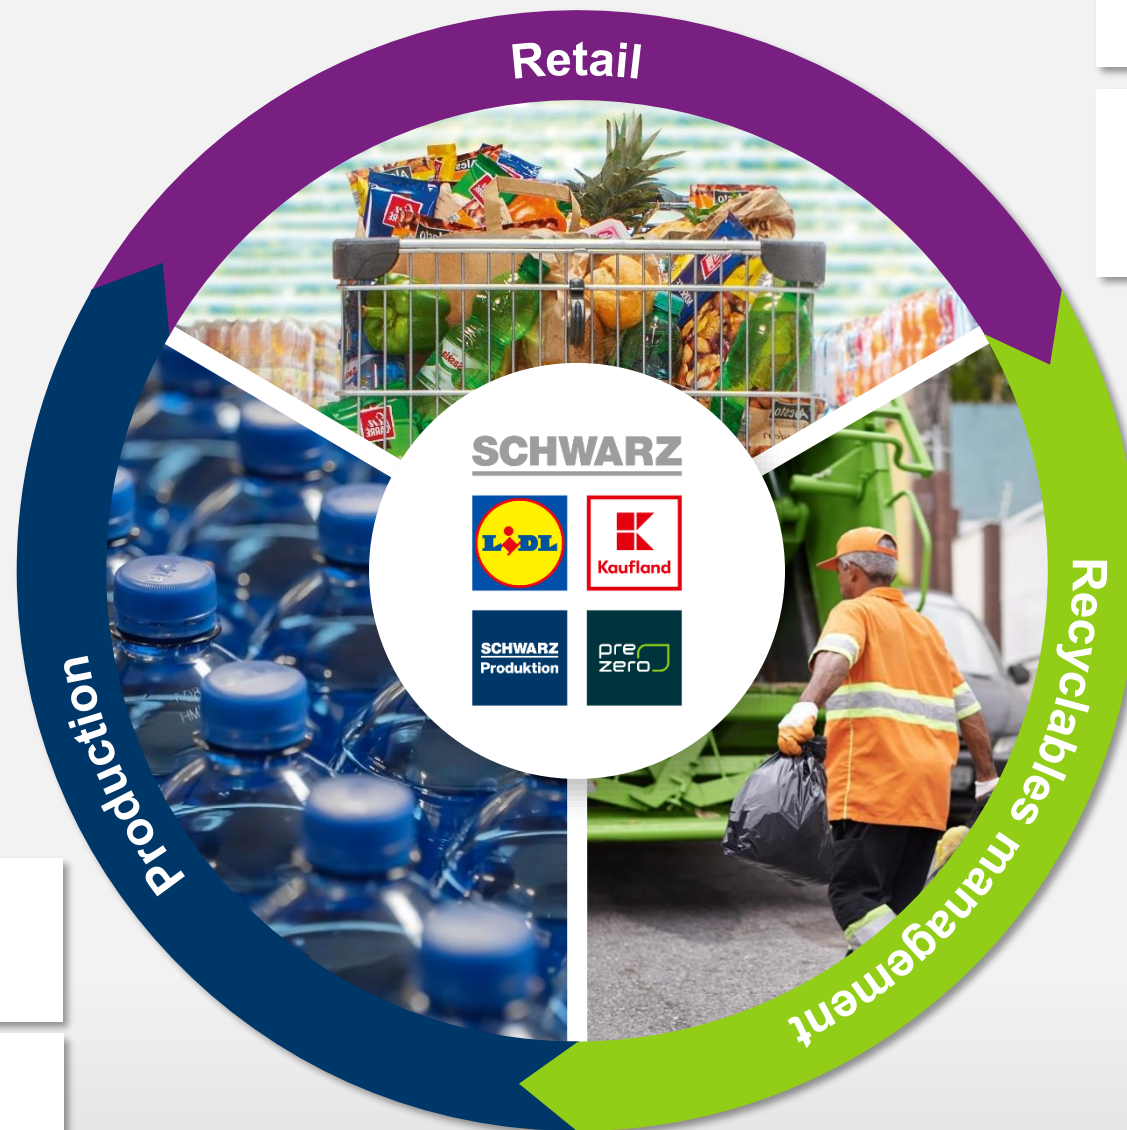 Retail
SCHWARZ
LIDL
Kaufland
SCHWARZ
Produktion
pre
zero
Production
Recyclables management